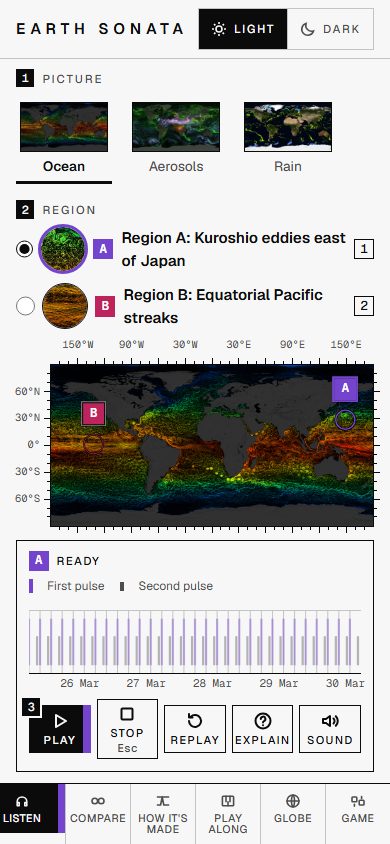 EARTH SONATA
LIGHT
DARK
1 PICTURE
Ocean
Aerosols
Rain
2 REGION
A Region A: Kuroshio eddies east of Japan 1
B Region B: Equatorial Pacific streaks 2
150°W 90°W 30°W 30°E 90°E 150°E
60°N
30°N
0°
30°S
60°S
A
B
A READY
First pulse
Second pulse
26 Mar 27 Mar 28 Mar 29 Mar 30 Mar
3
PLAY
STOP
Esc
REPLAY
EXPLAIN
SOUND
LISTEN
COMPARE
HOW IT'S
MADE
PLAY
ALONG
GLOBE
GAME